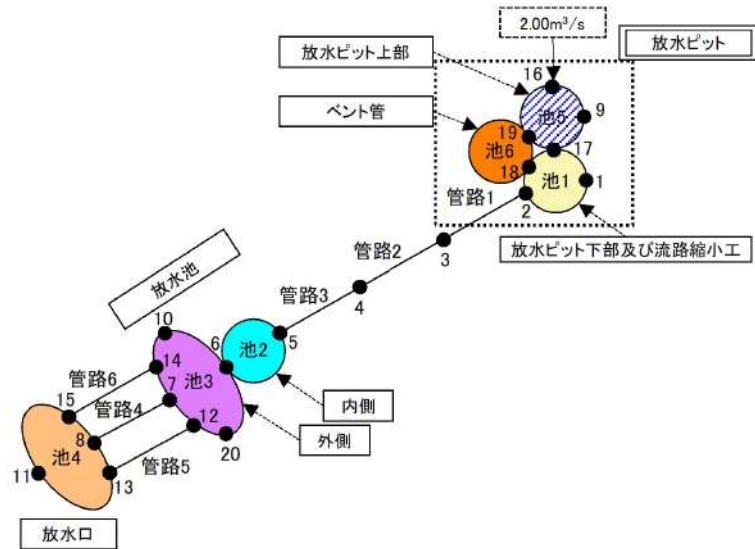 2.00m³/s
放水ピット
放水ピット上部
16
池5
9
ベント管
19
17
池6
18
池1
1
管路1
2
放水ピット下部及び流路縮小工
3
管路2
4
管路3
放水池
10
5
6
池2
14
管路6
池3
7
内側
15
管路4
12
外側
8
20
池4
管路5
11
13
放水口